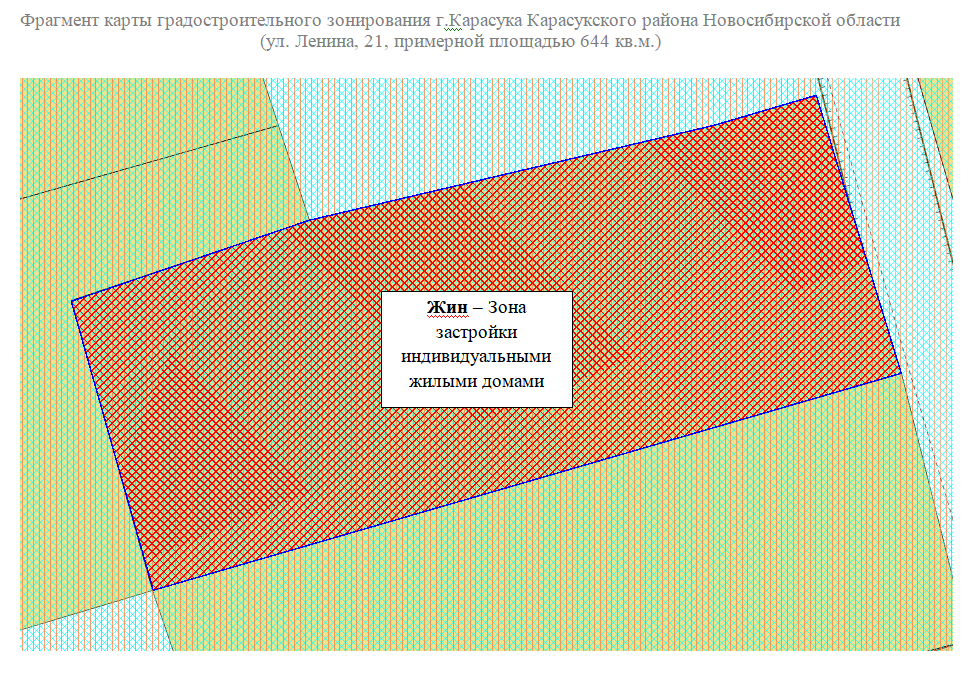 Фрагмент карты градостроительного зонирования г.Карасука Карасукского района Новосибирской области
(ул. Ленина, 21, примерной площадью 644 кв.м.)
Жин – Зона
застройки
индивидуальными
жилыми домами